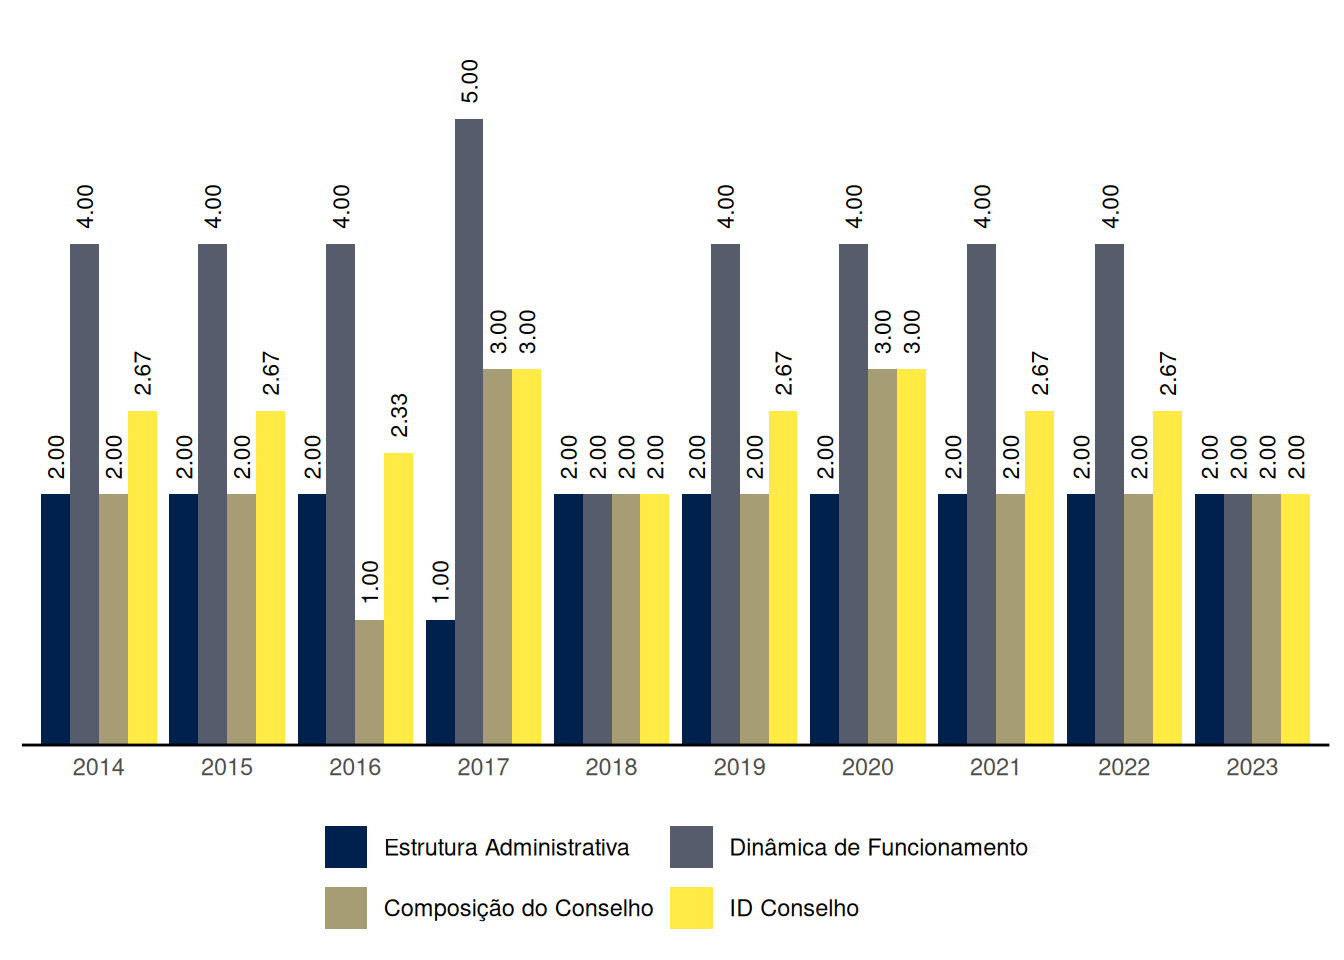 5.00
4.00 4.00 4.00 4.00 4.00 4.00 4.00
3.00 3.00 3.00 3.00
2.67 2.67 2.67 2.67 2.67
2.33
2.00 2.00 2.00 2.00 2.00 2.00 2.00 2.00 2.00 2.00 2.00 2.00 2.00 2.00 2.00 2.00 2.00 2.00 2.00 2.00 2.00
1.00 1.00
2014 2015 2016 2017 2018 2019 2020 2021 2022 2023
Estrutura Administrativa Dinâmica de Funcionamento
Composição do Conselho ID Conselho